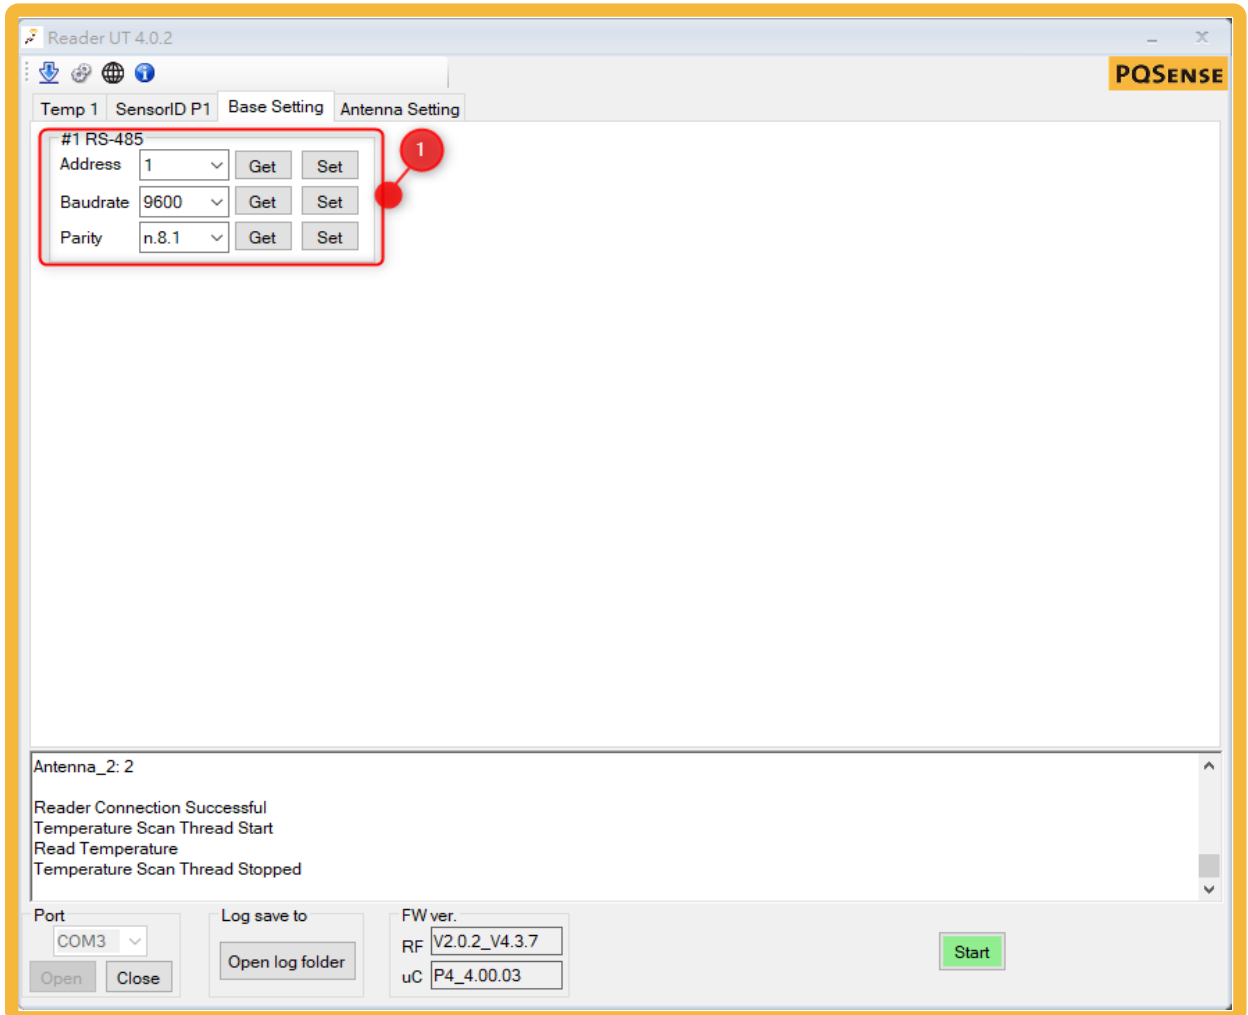 Reader UT 4.0.2
PQSENSE
Temp 1 SensorID P1 Base Setting Antenna Setting
#1 RS-485
1
Address 1 Get Set
Baudrate 9600 Get Set
Parity n.8.1 Get Set
Antenna_2: 2
Reader Connection Successful
Temperature Scan Thread Start
Read Temperature
Temperature Scan Thread Stopped
Port Log save to FW ver.
COM3 RF V2.0.2_V4.3.7
Open log folder Start
Open Close uC P4_4.00.03